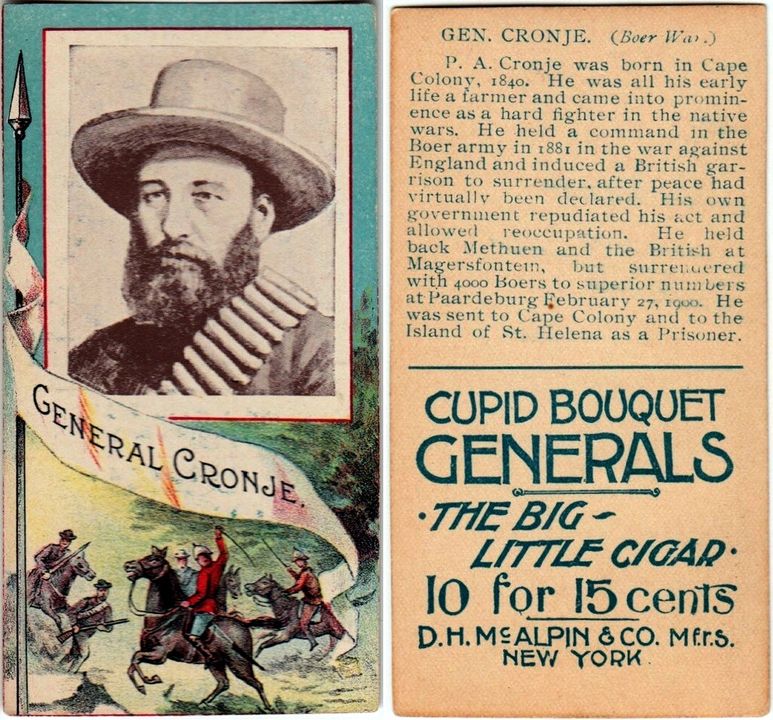 GENERAL CRONJE.
GEN. CRONJE. (Boer War.)
P. A. Cronje was born in Cape
Colony, 1840. He was all his early
life a farmer and came into promin-
ence as a hard fighter in the native
wars. He held a command in the
Boer army in 1881 in the war against
England and induced a British gar-
rison to surrender, after peace had
virtually been declared. His own
government repudiated his act and
allowed reoccupation. He held
back Methuen and the British at
Magersfontein, but surrendered
with 4000 Boers to superior numbers
at Paardeburg February 27, 1900. He
was sent to Cape Colony and to the
Island of St. Helena as a Prisoner.
CUPID BOUQUET
GENERALS
·THE BIG-
LITTLE CIGAR·
10 for 15 cents
D.H. McALPIN & CO. Mfrs.
NEW YORK.